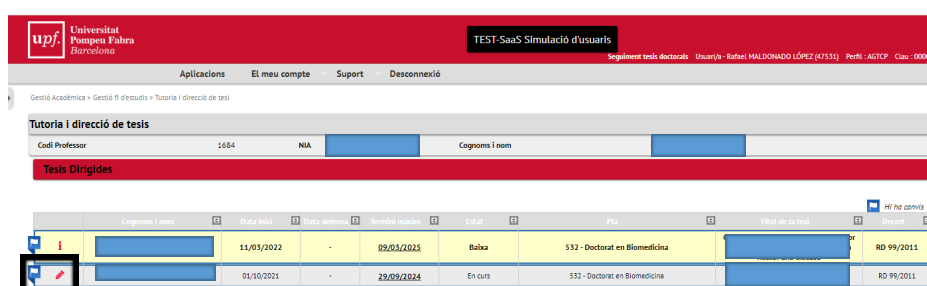 upf.
Universitat
Pompeu Fabra
Barcelona
TEST-SaaS Simulació d'usuaris
Seguiment tesis doctorals Usuari/a - Rafael MALDONADO LÓPEZ (47531) Perfil : AGTCP Clau : 000
Aplicacions El meu compte Suport Desconnexió
Gestió Acadèmica > Gestió fí d'estudis > Tutoria i direcció de tesi
Tutoria i direcció de tesis
Codi Professor 1684 NIA Cognoms i nom
Tesis Dirigides
Hi ha canvis
Cognoms i nom Data inici Data defensa Termini màxim Estat Pla Títol de la tesi Decret
i 11/03/2022 - 09/03/2025 Baixa 532 - Doctorat en Biomedicina RD 99/2011
01/10/2021 - 29/09/2024 En curs 532 - Doctorat en Biomedicina RD 99/2011